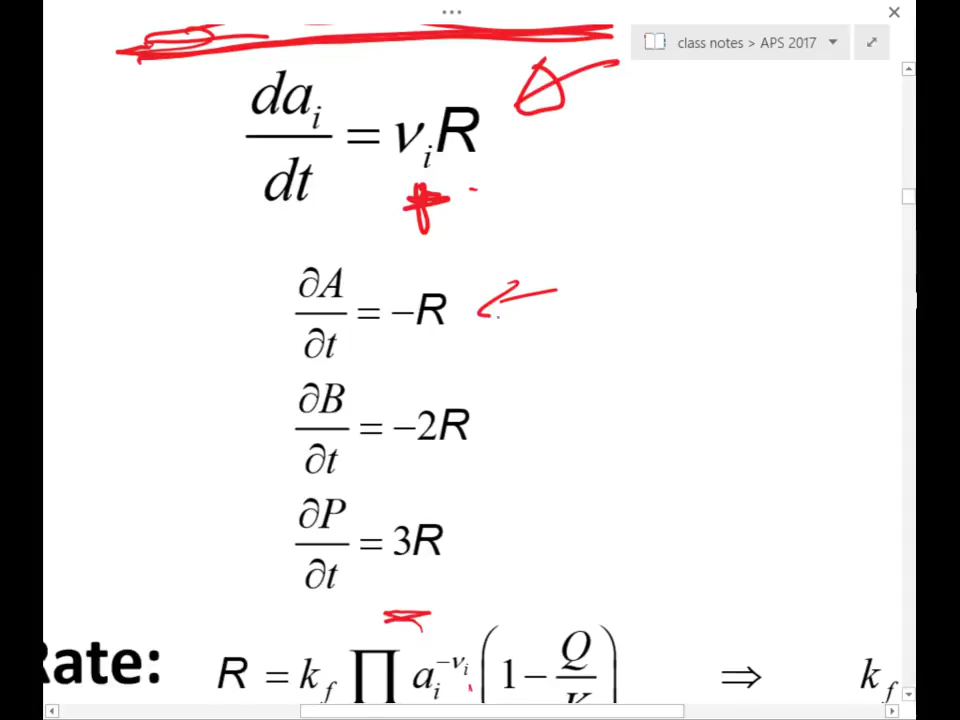 class notes > APS 2017
da_i/dt = ν_i R
∂A/∂t = −R
∂B/∂t = −2R
∂P/∂t = 3R
Rate: R = k_f ∏ a_i^{−ν_i} (1 − Q/K) ⇒ k_f